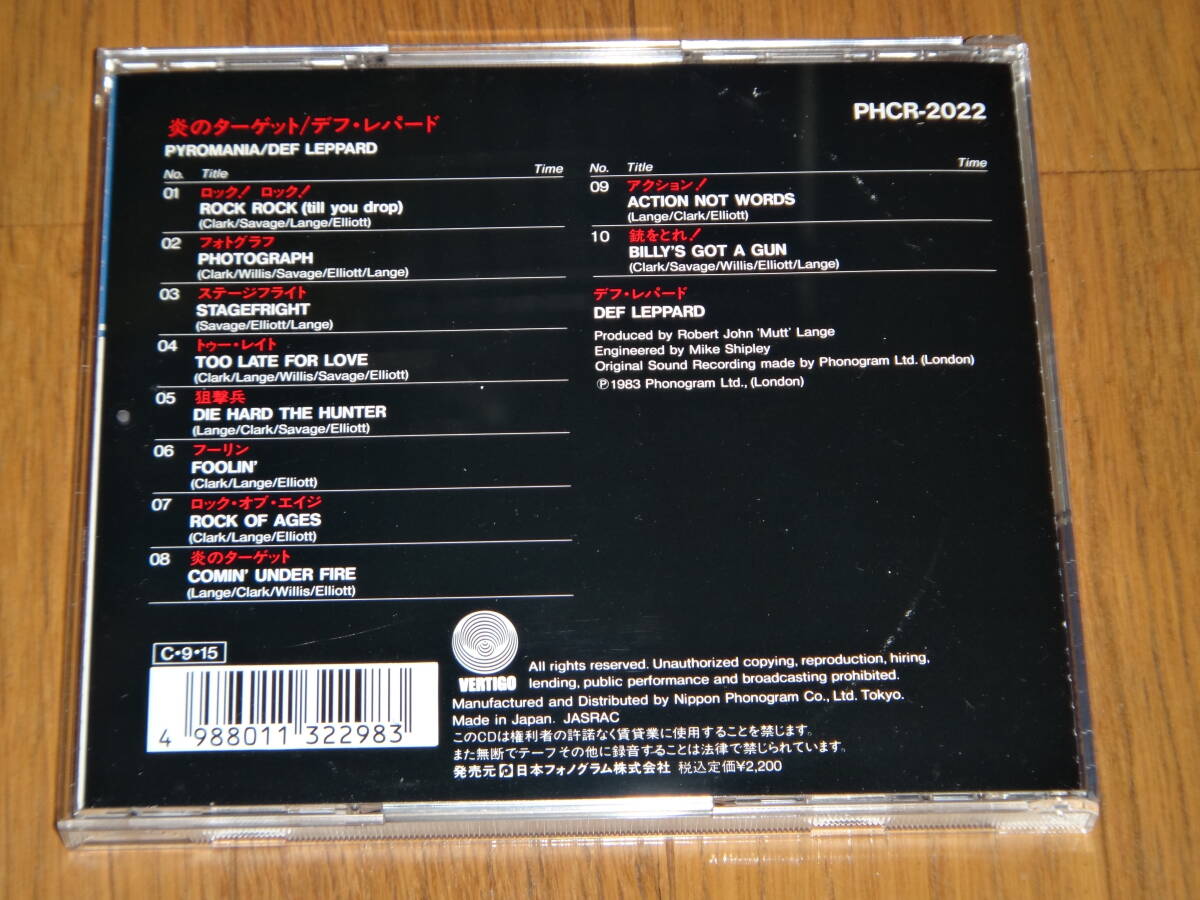 炎のターゲット/デフ・レパード
PYROMANIA/DEF LEPPARD
PHCR-2022
No. Title Time
01 ロック! ロック!
ROCK ROCK (till you drop)
(Clark/Savage/Lange/Elliott)
02 フォトグラフ
PHOTOGRAPH
(Clark/Willis/Savage/Elliott/Lange)
03 ステージフライト
STAGEFRIGHT
(Savage/Elliott/Lange)
04 トゥー・レイト
TOO LATE FOR LOVE
(Clark/Lange/Willis/Savage/Elliott)
05 狙撃兵
DIE HARD THE HUNTER
(Lange/Clark/Savage/Elliott)
06 フーリン
FOOLIN'
(Clark/Lange/Elliott)
07 ロック・オブ・エイジ
ROCK OF AGES
(Clark/Lange/Elliott)
08 炎のターゲット
COMIN' UNDER FIRE
(Lange/Clark/Willis/Elliott)
No. Title Time
09 アクション!
ACTION NOT WORDS
(Lange/Clark/Elliott)
10 銃をとれ!
BILLY'S GOT A GUN
(Clark/Savage/Willis/Elliott/Lange)
デフ・レパード
DEF LEPPARD
Produced by Robert John 'Mutt' Lange
Engineered by Mike Shipley
Original Sound Recording made by Phonogram Ltd. (London)
Ⓟ1983 Phonogram Ltd., (London)
C・9・15
4 988011 322983
VERTIGO
All rights reserved. Unauthorized copying, reproduction, hiring,
lending, public performance and broadcasting prohibited.
Manufactured and Distributed by Nippon Phonogram Co., Ltd. Tokyo.
Made in Japan. JASRAC
このCDは権利者の許諾なく賃貸業に使用することを禁じます。
また無断でテープその他に録音することは法律で禁じられています。
発売元 日本フォノグラム株式会社 税込定価¥2,200